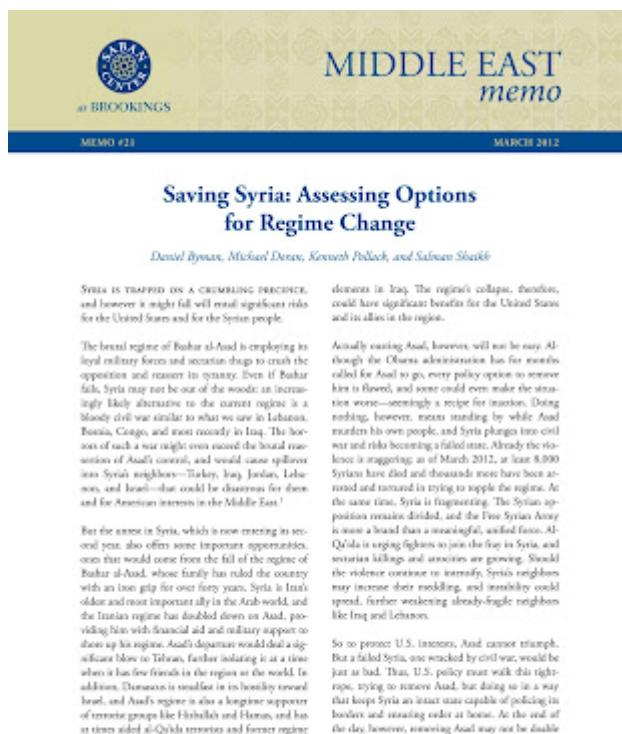 SABAN
CENTER
at BROOKINGS
MIDDLE EAST
memo
MEMO #21
MARCH 2012
Saving Syria: Assessing Options
for Regime Change
Daniel Byman, Michael Doran, Kenneth Pollack, and Salman Shaikh
SYRIA IS TRAPPED ON A CRUMBLING PRECIPICE,
and however it might fall will entail significant risks
for the United States and for the Syrian people.
The brutal regime of Bashar al-Asad is employing its
loyal military forces and sectarian thugs to crush the
opposition and reassert its tyranny. Even if Bashar
fails, Syria may not be out of the woods: an increas-
ingly likely alternative to the current regime is a
bloody civil war similar to what we saw in Lebanon,
Bosnia, Congo, and most recently in Iraq. The hor-
rors of such a war might even exceed the brutal reas-
sertion of Asad's control, and would cause spillover
into Syria's neighbors—Turkey, Iraq, Jordan, Leba-
non, and Israel—that could be disastrous for them
and for American interests in the Middle East.¹
But the unrest in Syria, which is now entering its sec-
ond year, also offers some important opportunities,
ones that would come from the fall of the regime of
Bashar al-Asad, whose family has ruled the country
with an iron grip for over forty years. Syria is Iran's
oldest and most important ally in the Arab world, and
the Iranian regime has doubled down on Asad, pro-
viding him with financial aid and military support to
shore up his regime. Asad's departure would deal a sig-
nificant blow to Tehran, further isolating it at a time
when it has few friends in the region or the world. In
addition, Damascus is steadfast in its hostility toward
Israel, and Asad's regime is also a longtime supporter
of terrorist groups like Hizballah and Hamas, and has
at times aided al-Qa'ida terrorists and former regime
elements in Iraq. The regime's collapse, therefore,
could have significant benefits for the United States
and its allies in the region.
Actually ousting Asad, however, will not be easy. Al-
though the Obama administration has for months
called for Asad to go, every policy option to remove
him is flawed, and some could even make the situa-
tion worse—seemingly a recipe for inaction. Doing
nothing, however, means standing by while Asad
murders his own people, and Syria plunges into civil
war and risks becoming a failed state. Already the vio-
lence is staggering: as of March 2012, at least 8,000
Syrians have died and thousands more have been ar-
rested and tortured in trying to topple the regime. At
the same time, Syria is fragmenting. The Syrian op-
position remains divided, and the Free Syrian Army
is more a brand than a meaningful, unified force. Al-
Qa'ida is urging fighters to join the fray in Syria, and
sectarian killings and atrocities are growing. Should
the violence continue to intensify, Syria's neighbors
may increase their meddling, and instability could
spread, further weakening already-fragile neighbors
like Iraq and Lebanon.
So to protect U.S. interests, Asad cannot triumph.
But a failed Syria, one wracked by civil war, would be
just as bad. Thus, U.S. policy must walk this tight-
rope, trying to remove Asad, but doing so in a way
that keeps Syria an intact state capable of policing its
borders and ensuring order at home. At the end of
the day, however, removing Asad may not be doable